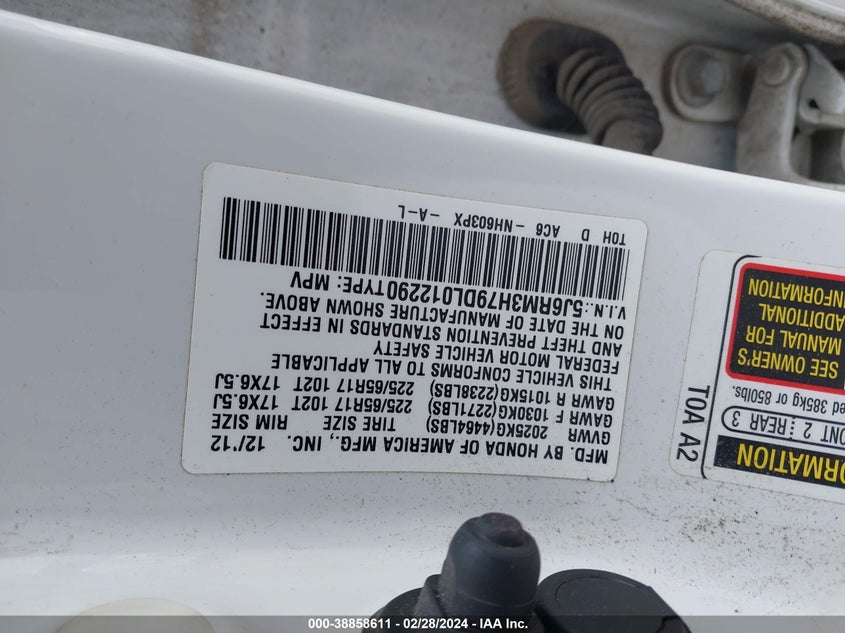 MFD. BY HONDA OF AMERICA MFG., INC. 12/'12
GVWR 2025KG(4464LBS) TIRE SIZE RIM SIZE
GAWR F 1030KG(2271LBS) 225/65R17 102T 17X6.5J
GAWR R 1015KG(2238LBS) 225/65R17 102T 17X6.5J
THIS VEHICLE CONFORMS TO ALL APPLICABLE
FEDERAL MOTOR VEHICLE SAFETY
AND THEFT PREVENTION STANDARDS IN EFFECT
ON THE DATE OF MANUFACTURE SHOWN ABOVE.
V.I.N.:5J6RM3H79DL012290 TYPE: MPV
T0H D AC6 -NH603PX -A-L
T0A A2
ORMATION
ONT 2 REAR 3
ed 385kg or 850lbs.
SEE OWNER'S
MANUAL FOR
ADDITIONAL
INFORMATION
000-38858611 - 02/28/2024 - IAA Inc.